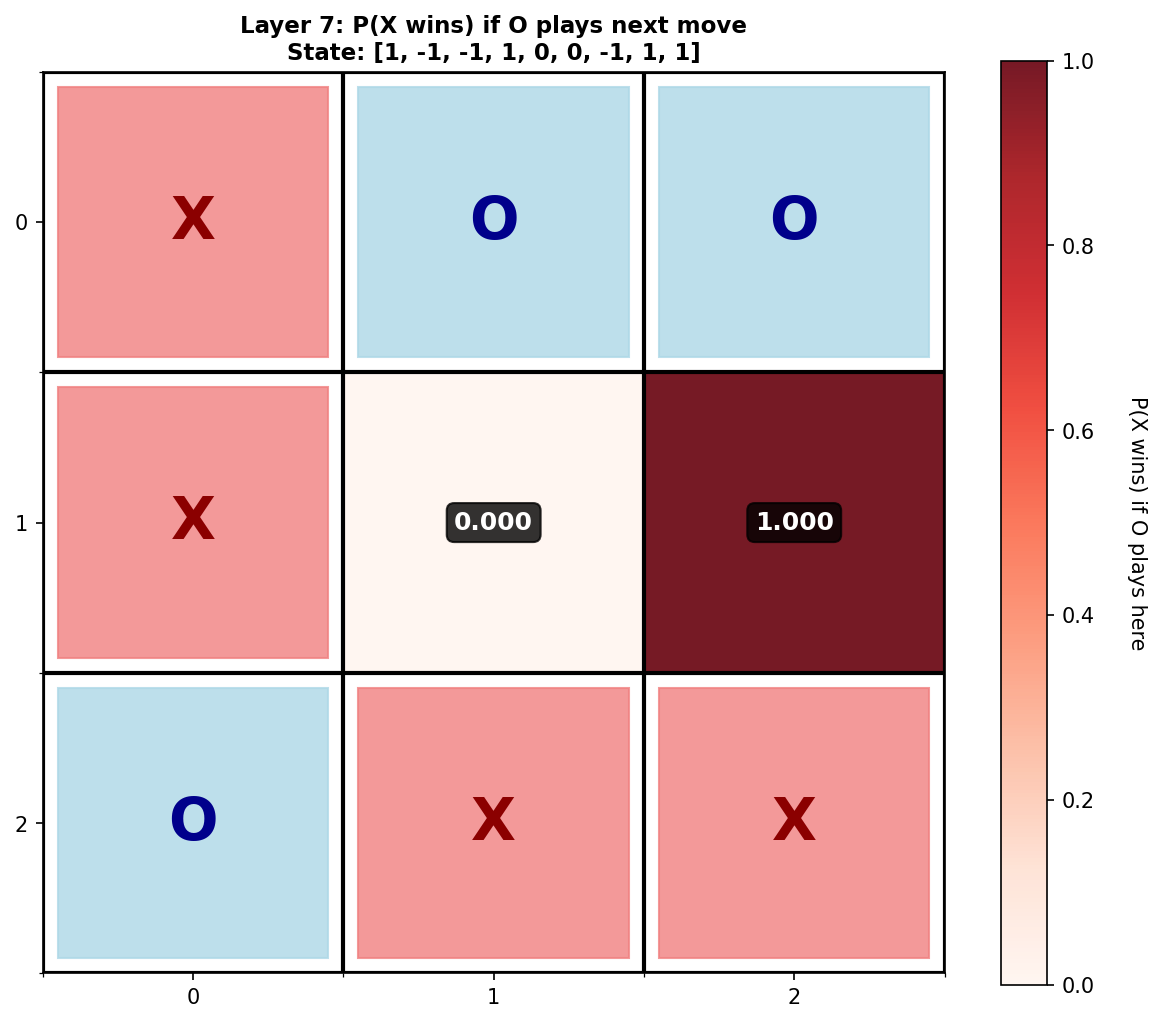 Layer 7: P(X wins) if O plays next move
State: [1, -1, -1, 1, 0, 0, -1, 1, 1]
0
X
O
O
1
X
0.000
1.000
2
O
X
X
0
1
2
1.0
0.8
0.6
0.4
0.2
0.0
P(X wins) if O plays here